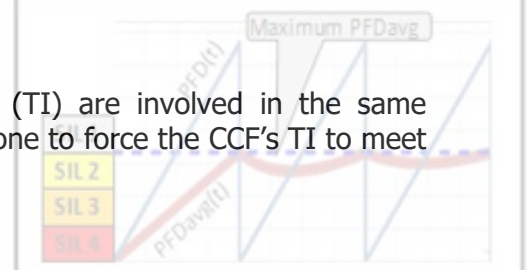 Maximum PFDavg
PFD(t)
(TI) are involved in the same
one to force the CCF's TI to meet
SIL 2
SIL 3
SIL 4
PFDavg(t)